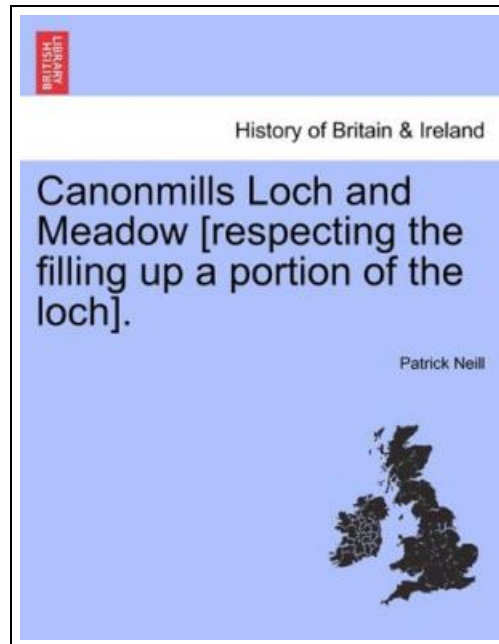 BRITISH
LIBRARY
History of Britain & Ireland
Canonmills Loch and
Meadow [respecting the
filling up a portion of the
loch].
Patrick Neill